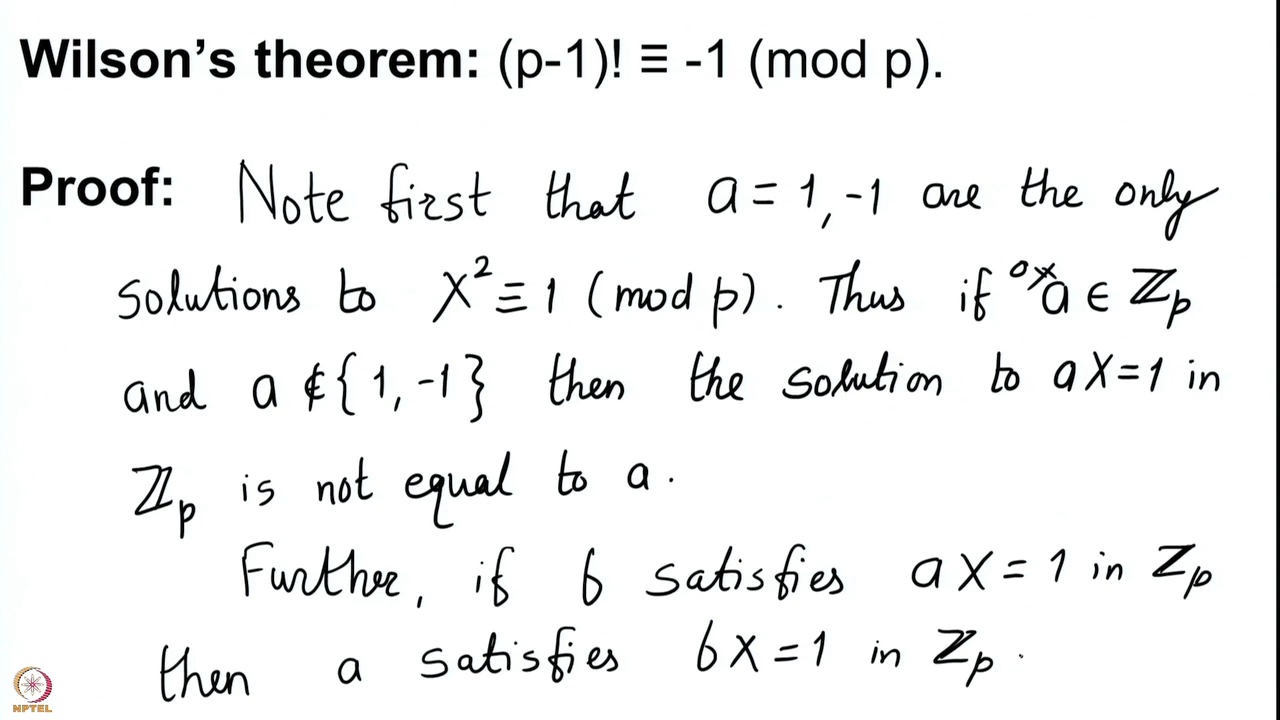 Wilson's theorem: (p-1)! ≡ -1 (mod p).
Proof: Note first that a = 1, -1 are the only
solutions to X² ≡ 1 (mod p). Thus if 0≠a ∈ ℤp
and a ∉ {1, -1} then the solution to aX=1 in
ℤp is not equal to a.
Further, if b satisfies aX = 1 in ℤp
then a satisfies bX = 1 in ℤp.
NPTEL